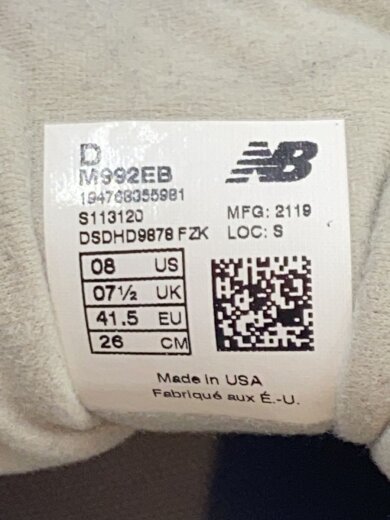 D
NB
M992EB
194768355981
S113120
MFG: 2119
DSDHD9878 FZK
LOC: S
08 US
07½ UK
41.5 EU
26 CM
Made in USA
Fabriqué aux É.-U.